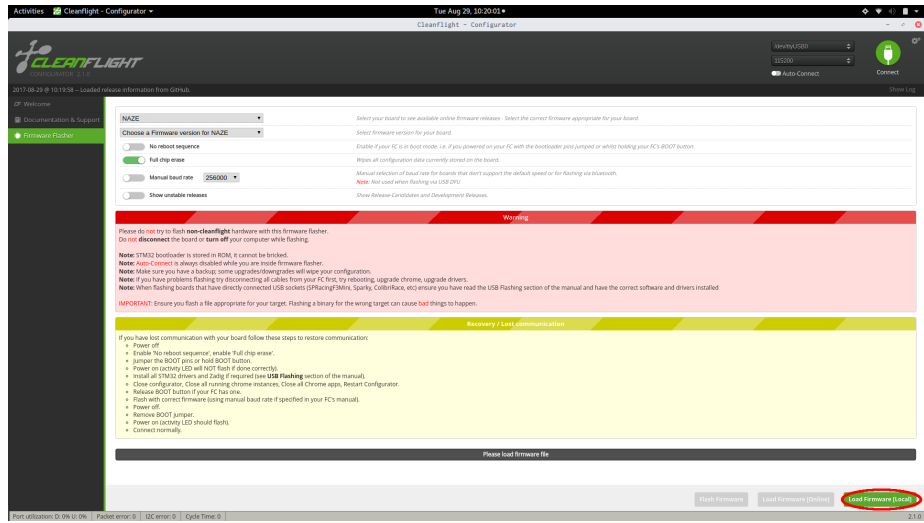 Activities Cleanflight - Configurator Tue Aug 29, 10:20:01
Cleanflight - Configurator
CLEANFLIGHT
CONFIGURATOR 2.1.0
/dev/ttyUSB0
115200
Auto-Connect
Connect
2017-08-29 @ 10:19:58 -- Loaded release information from GitHub.
Show Log
Welcome
Documentation & Support
Firmware Flasher
NAZE
Select your board to see available online firmware releases - Select the correct firmware appropriate for your board.
Choose a Firmware version for NAZE
Select firmware version for your board.
No reboot sequence
Enable if your FC is in boot mode. i.e. if you powered on your FC with the bootloader pins jumped or whilst holding your FC's BOOT button.
Full chip erase
Wipes all configuration data currently stored on the board.
Manual baud rate 256000
Manual selection of baud rate for boards that don't support the default speed or for flashing via bluetooth.
Note: Not used when flashing via USB DFU
Show unstable releases
Show Release-Candidates and Development Releases.
Warning
Please do not try to flash non-cleanflight hardware with this firmware flasher.
Do not disconnect the board or turn off your computer while flashing.
Note: STM32 bootloader is stored in ROM, it cannot be bricked.
Note: Auto-Connect is always disabled while you are inside firmware flasher.
Note: Make sure you have a backup; some upgrades/downgrades will wipe your configuration.
Note: If you have problems flashing try disconnecting all cables from your FC first, try rebooting, upgrade chrome, upgrade drivers.
Note: When flashing boards that have directly connected USB sockets (SPRacingF3Mini, Sparky, ColibriRace, etc) ensure you have read the USB Flashing section of the manual and have the correct software and drivers installed
IMPORTANT: Ensure you flash a file appropriate for your target. Flashing a binary for the wrong target can cause bad things to happen.
Recovery / Lost communication
If you have lost communication with your board follow these steps to restore communication:
Power off
Enable 'No reboot sequence', enable 'Full chip erase'.
Jumper the BOOT pins or hold BOOT button.
Power on (activity LED will NOT flash if done correctly).
Install all STM32 drivers and Zadig if required (see USB Flashing section of the manual).
Close configurator, Close all running chrome instances, Close all Chrome apps, Restart Configurator.
Release BOOT button if your FC has one.
Flash with correct firmware (using manual baud rate if specified in your FC's manual).
Power off.
Remove BOOT jumper.
Power on (activity LED should flash).
Connect normally.
Please load firmware file
Flash Firmware Load Firmware [Online] Load Firmware [Local]
Port utilization: D: 0% U: 0% Packet error: 0 I2C error: 0 Cycle Time: 0 2.1.0